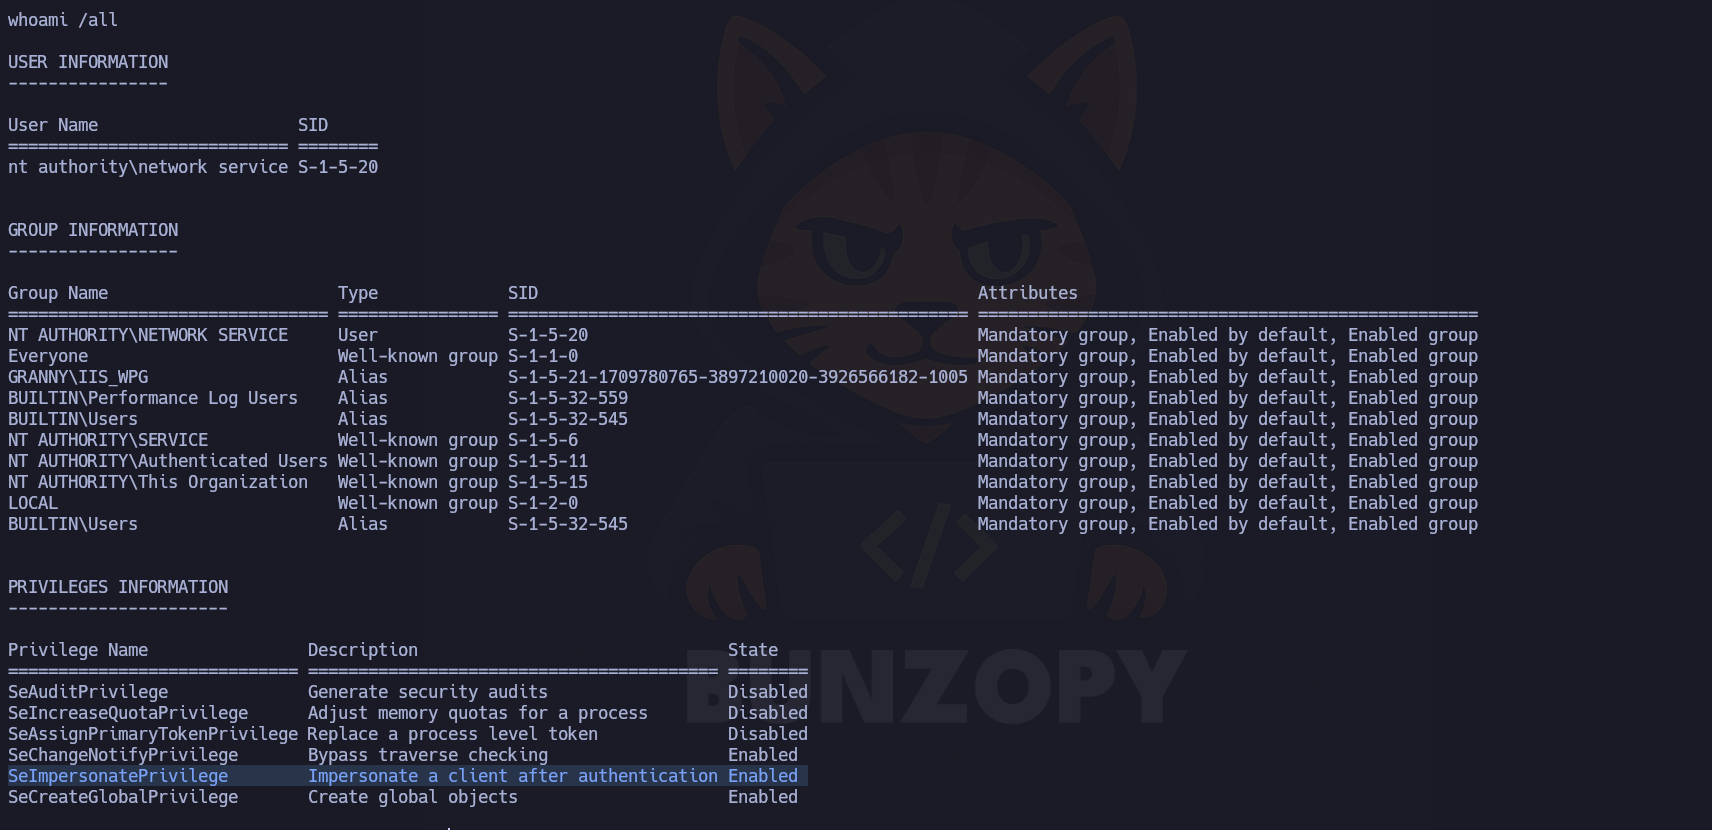 whoami /all
USER INFORMATION
----------------
User Name                    SID
============================ ========
nt authority\network service S-1-5-20
GROUP INFORMATION
-----------------
Group Name                       Type             SID                                            Attributes
================================ ================ ============================================== ==================================================
NT AUTHORITY\NETWORK SERVICE     User             S-1-5-20                                       Mandatory group, Enabled by default, Enabled group
Everyone                         Well-known group S-1-1-0                                        Mandatory group, Enabled by default, Enabled group
GRANNY\IIS_WPG                   Alias            S-1-5-21-1709780765-3897210020-3926566182-1005 Mandatory group, Enabled by default, Enabled group
BUILTIN\Performance Log Users    Alias            S-1-5-32-559                                   Mandatory group, Enabled by default, Enabled group
BUILTIN\Users                    Alias            S-1-5-32-545                                   Mandatory group, Enabled by default, Enabled group
NT AUTHORITY\SERVICE             Well-known group S-1-5-6                                        Mandatory group, Enabled by default, Enabled group
NT AUTHORITY\Authenticated Users Well-known group S-1-5-11                                       Mandatory group, Enabled by default, Enabled group
NT AUTHORITY\This Organization   Well-known group S-1-5-15                                       Mandatory group, Enabled by default, Enabled group
LOCAL                            Well-known group S-1-2-0                                        Mandatory group, Enabled by default, Enabled group
BUILTIN\Users                    Alias            S-1-5-32-545                                   Mandatory group, Enabled by default, Enabled group
</>
PRIVILEGES INFORMATION
----------------------
Privilege Name                Description                               State
============================= ========================================= ========
SeAuditPrivilege              Generate security audits                  Disabled
SeIncreaseQuotaPrivilege      Adjust memory quotas for a process        Disabled
SeAssignPrimaryTokenPrivilege Replace a process level token             Disabled
SeChangeNotifyPrivilege       Bypass traverse checking                  Enabled
SeImpersonatePrivilege        Impersonate a client after authentication Enabled
SeCreateGlobalPrivilege       Create global objects                     Enabled
BUNZOPY